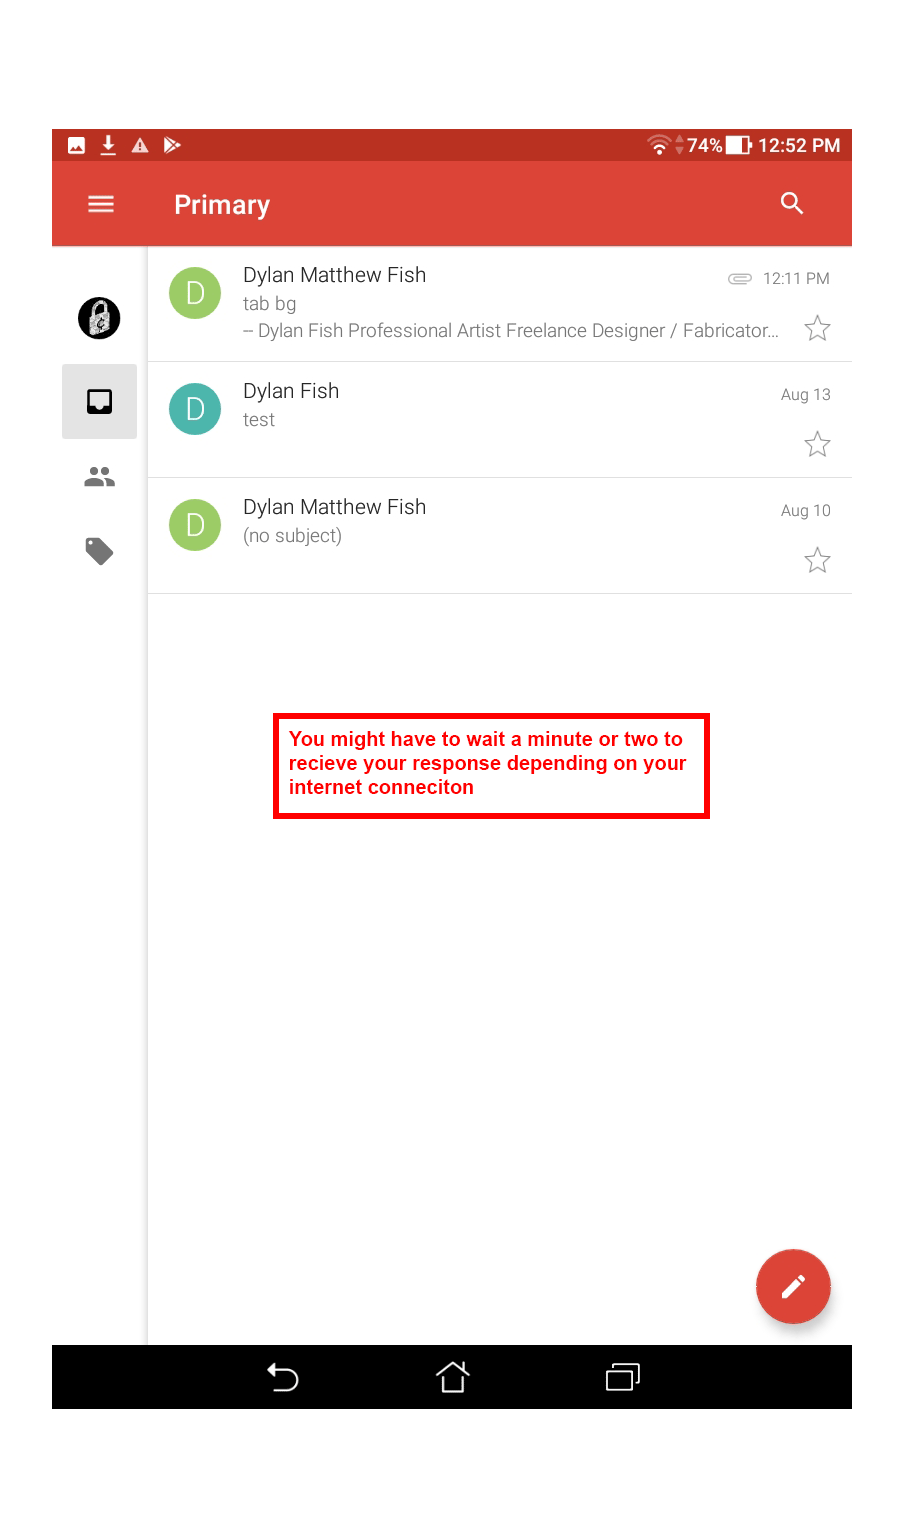 74% 12:52 PM
Primary
D
Dylan Matthew Fish
12:11 PM
tab bg
-- Dylan Fish Professional Artist Freelance Designer / Fabricator...
D
Dylan Fish
Aug 13
test
D
Dylan Matthew Fish
Aug 10
(no subject)
You might have to wait a minute or two to
recieve your response depending on your
internet conneciton